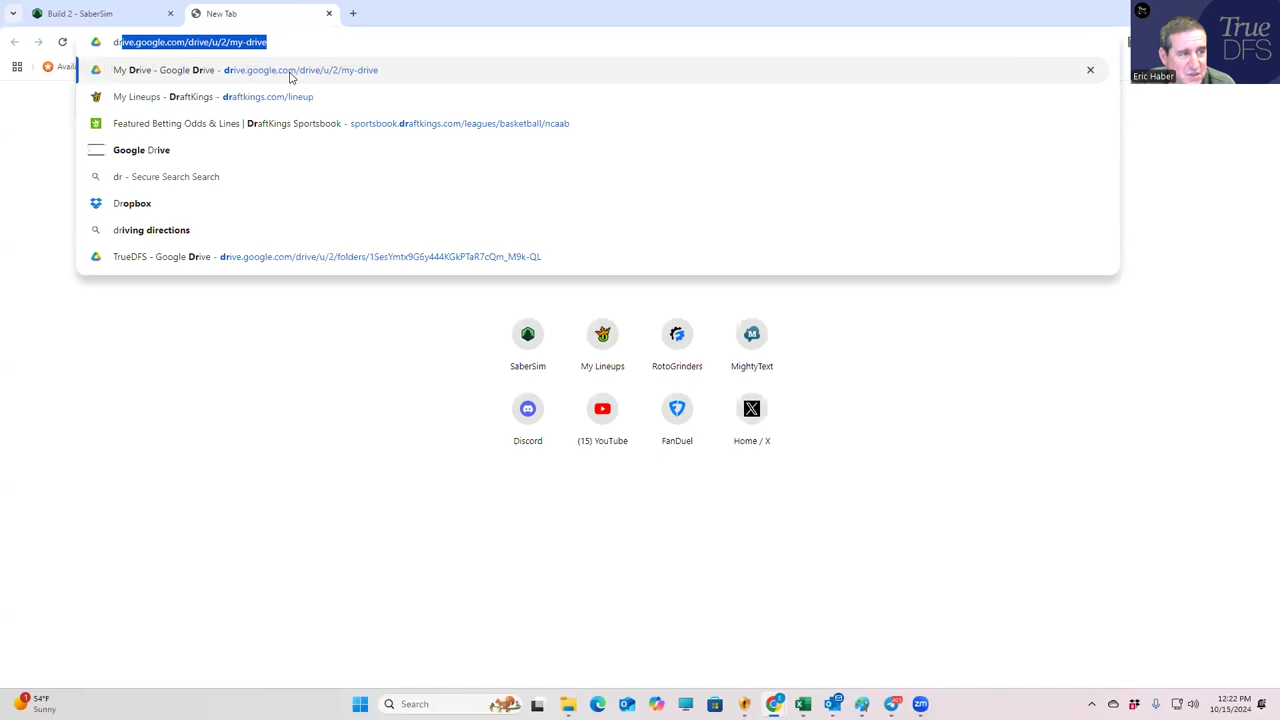 Build 2 - SaberSim
New Tab
drive.google.com/drive/u/2/my-drive
Availa
My Drive - Google Drive - drive.google.com/drive/u/2/my-drive
My Lineups - DraftKings - draftkings.com/lineup
Featured Betting Odds & Lines | DraftKings Sportsbook - sportsbook.draftkings.com/leagues/basketball/ncaab
Google Drive
dr - Secure Search Search
Dropbox
driving directions
TrueDFS - Google Drive - drive.google.com/drive/u/2/folders/1SesYmtx9G6y444KGkPTaR7cQm_M9k-QL
True
DFS
Eric Haber
SaberSim
My Lineups
RotoGrinders
MightyText
Discord
(15) YouTube
FanDuel
Home / X
54°F
Sunny
Search
12:22 PM
10/15/2024